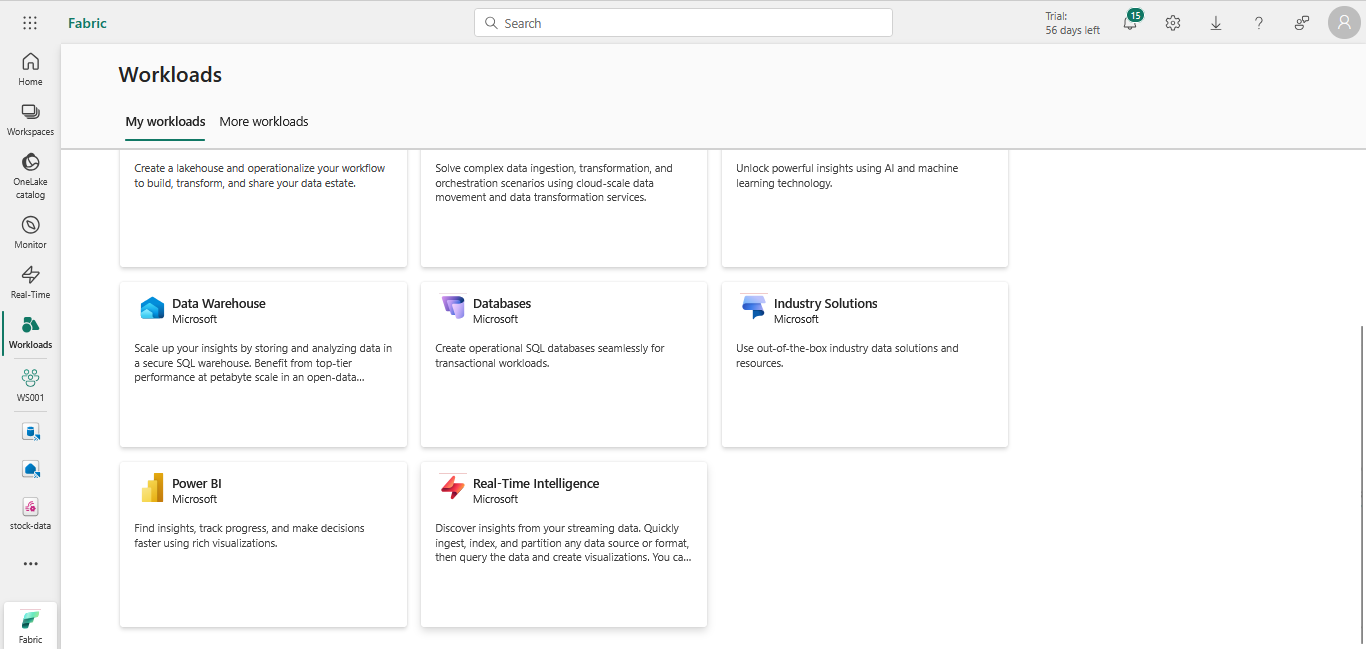 Fabric
Search
Trial:
56 days left
15
Home
Workspaces
OneLake
catalog
Monitor
Real-Time
Workloads
WS001
stock-data
Fabric
Workloads
My workloads
More workloads
Create a lakehouse and operationalize your workflow
to build, transform, and share your data estate.
Solve complex data ingestion, transformation, and
orchestration scenarios using cloud-scale data
movement and data transformation services.
Unlock powerful insights using AI and machine
learning technology.
Data Warehouse
Microsoft
Scale up your insights by storing and analyzing data in
a secure SQL warehouse. Benefit from top-tier
performance at petabyte scale in an open-data...
Databases
Microsoft
Create operational SQL databases seamlessly for
transactional workloads.
Industry Solutions
Microsoft
Use out-of-the-box industry data solutions and
resources.
Power BI
Microsoft
Find insights, track progress, and make decisions
faster using rich visualizations.
Real-Time Intelligence
Microsoft
Discover insights from your streaming data. Quickly
ingest, index, and partition any data source or format,
then query the data and create visualizations. You ca...